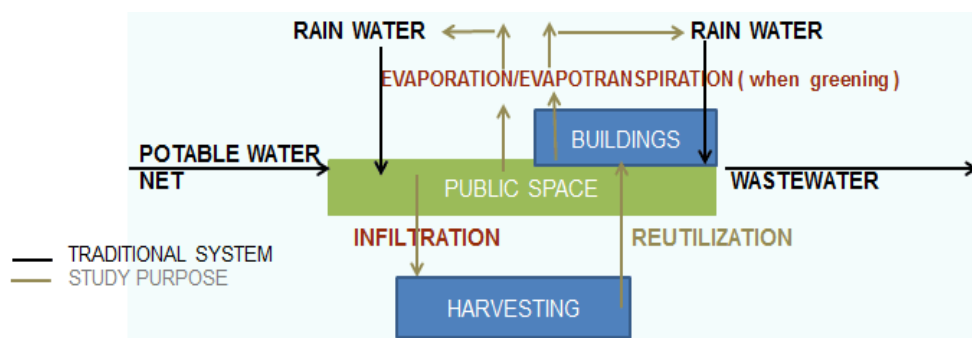 RAIN WATER
RAIN WATER
EVAPORATION/EVAPOTRANSPIRATION ( when greening )
BUILDINGS
POTABLE WATER
NET
PUBLIC SPACE
WASTEWATER
INFILTRATION
REUTILIZATION
TRADITIONAL SYSTEM
STUDY PURPOSE
HARVESTING